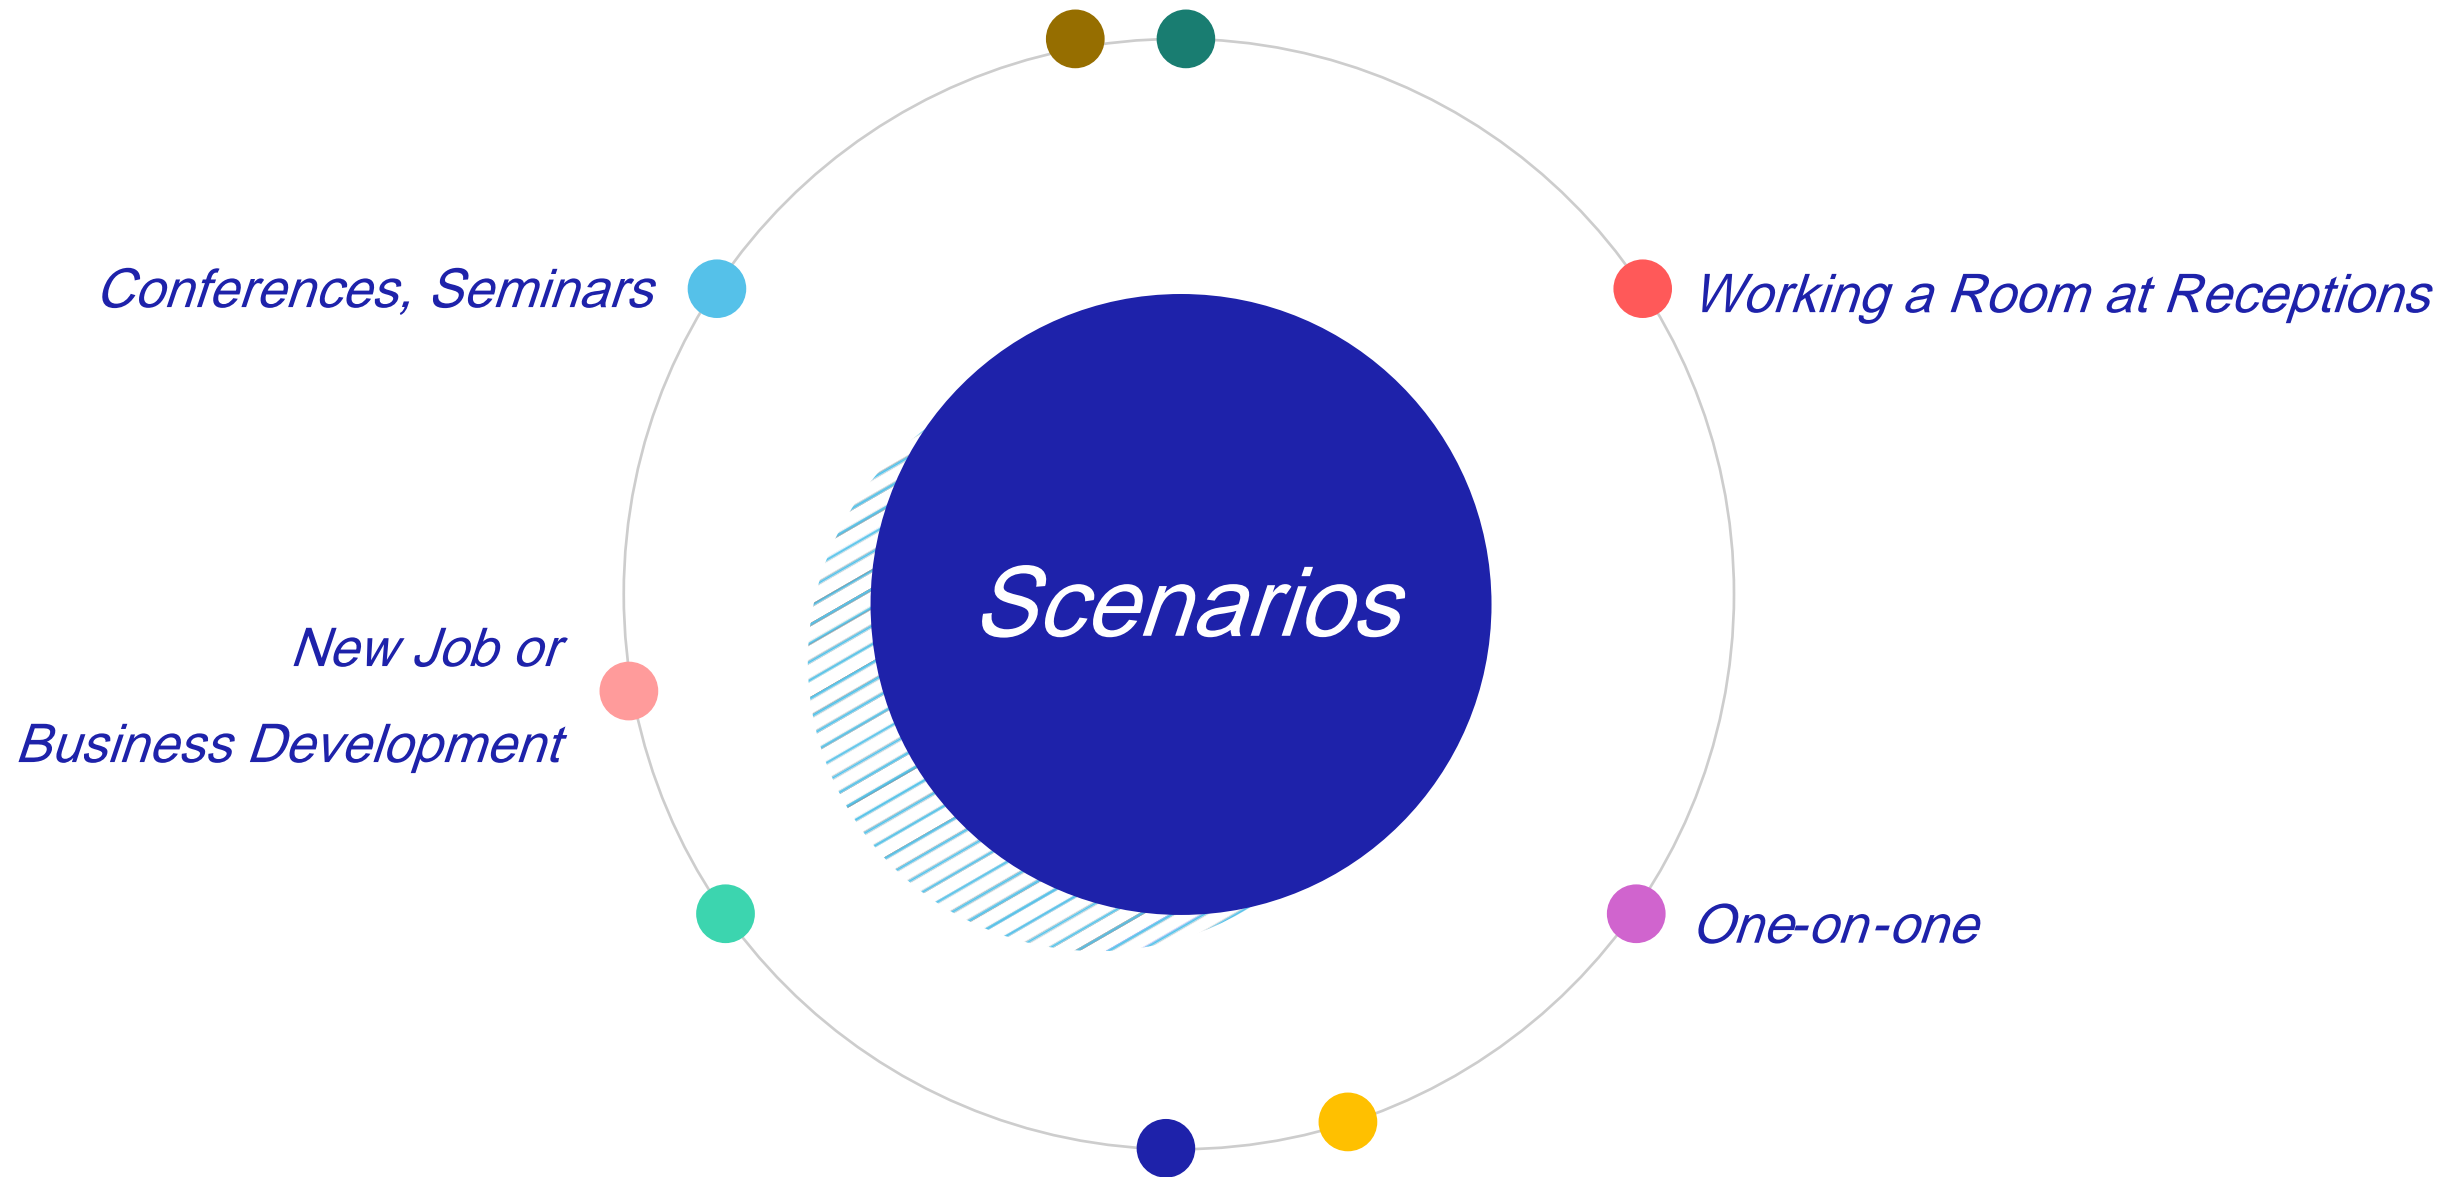 Conferences, Seminars
Working a Room at Receptions
Scenarios
New Job or
Business Development
One-on-one